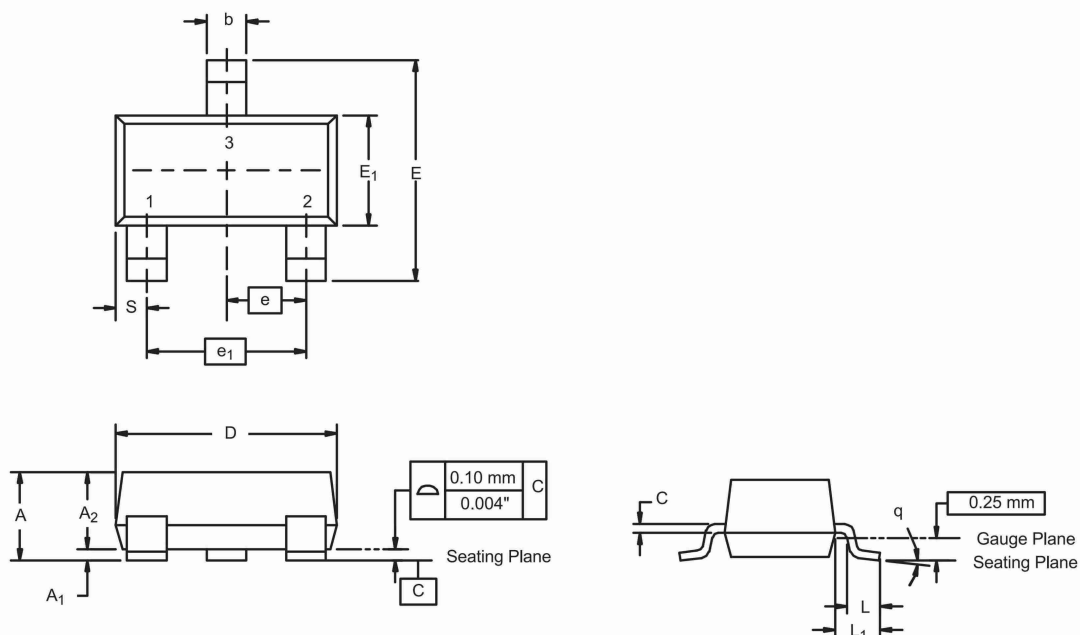 b
3
E₁
E
1
2
S
e
e₁
D
A
A₂
0.10 mm
C
0.004"
Seating Plane
A₁
C
C
q
0.25 mm
Gauge Plane
Seating Plane
L
L₁